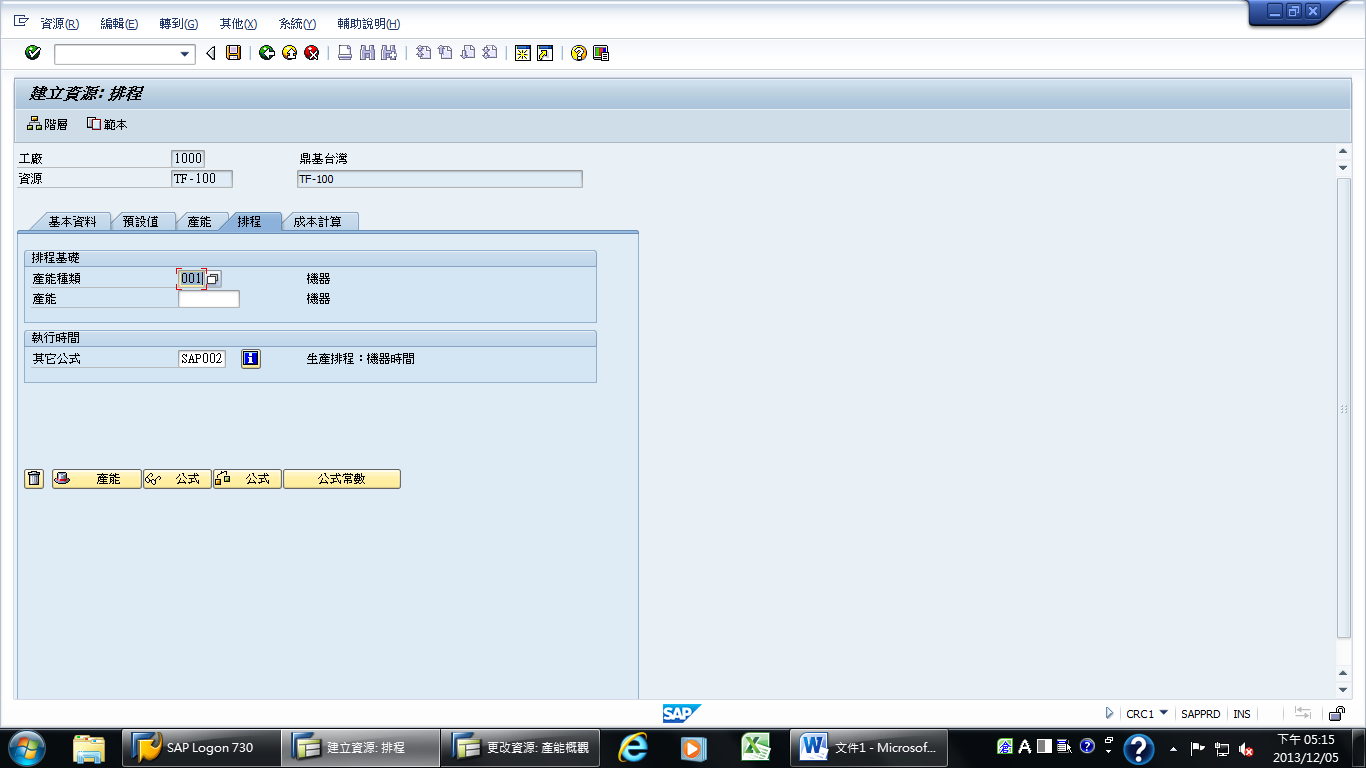 資源(R) 編輯(E) 轉到(G) 其他(X) 系統(Y) 輔助說明(H)
建立資源: 排程
階層 範本
工廠 1000 鼎基台灣
資源 TF-100 TF-100
基本資料 預設值 產能 排程 成本計算
排程基礎
產能種類 001 機器
產能 機器
執行時間
其它公式 SAP002 生產排程：機器時間
產能 公式 公式 公式常數
SAP
CRC1 SAPPRD INS
SAP Logon 730 建立資源: 排程 更改資源: 產能概觀 文件1 - Microsof... 下午 05:15
2013/12/05